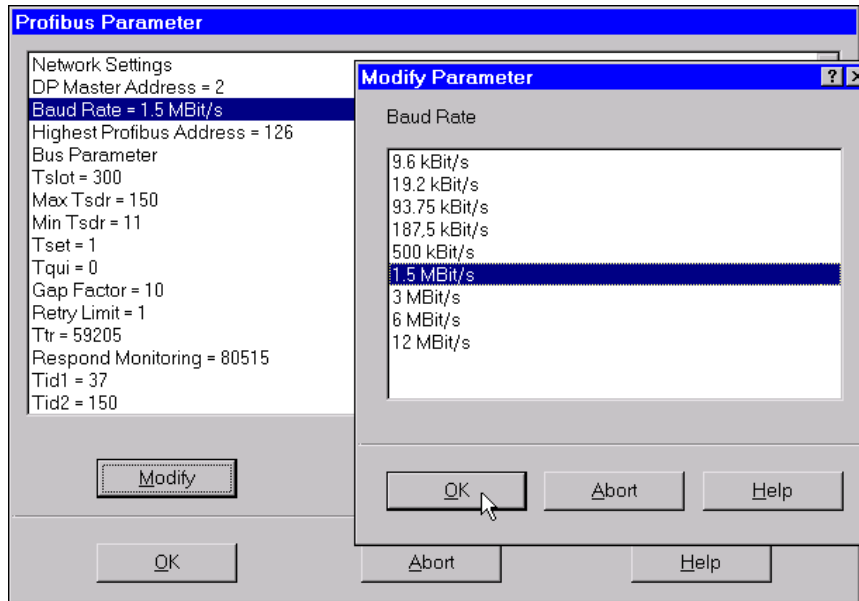 Profibus Parameter
Network Settings
DP Master Address = 2
Baud Rate = 1.5 MBit/s
Highest Profibus Address = 126
Bus Parameter
Tslot = 300
Max Tsdr = 150
Min Tsdr = 11
Tset = 1
Tqui = 0
Gap Factor = 10
Retry Limit = 1
Ttr = 59205
Respond Monitoring = 80515
Tid1 = 37
Tid2 = 150
Modify
OK
Abort
Help
Modify Parameter
?
Baud Rate
9.6 kBit/s
19.2 kBit/s
93.75 kBit/s
187,5 kBit/s
500 kBit/s
1.5 MBit/s
3 MBit/s
6 MBit/s
12 MBit/s
OK
Abort
Help